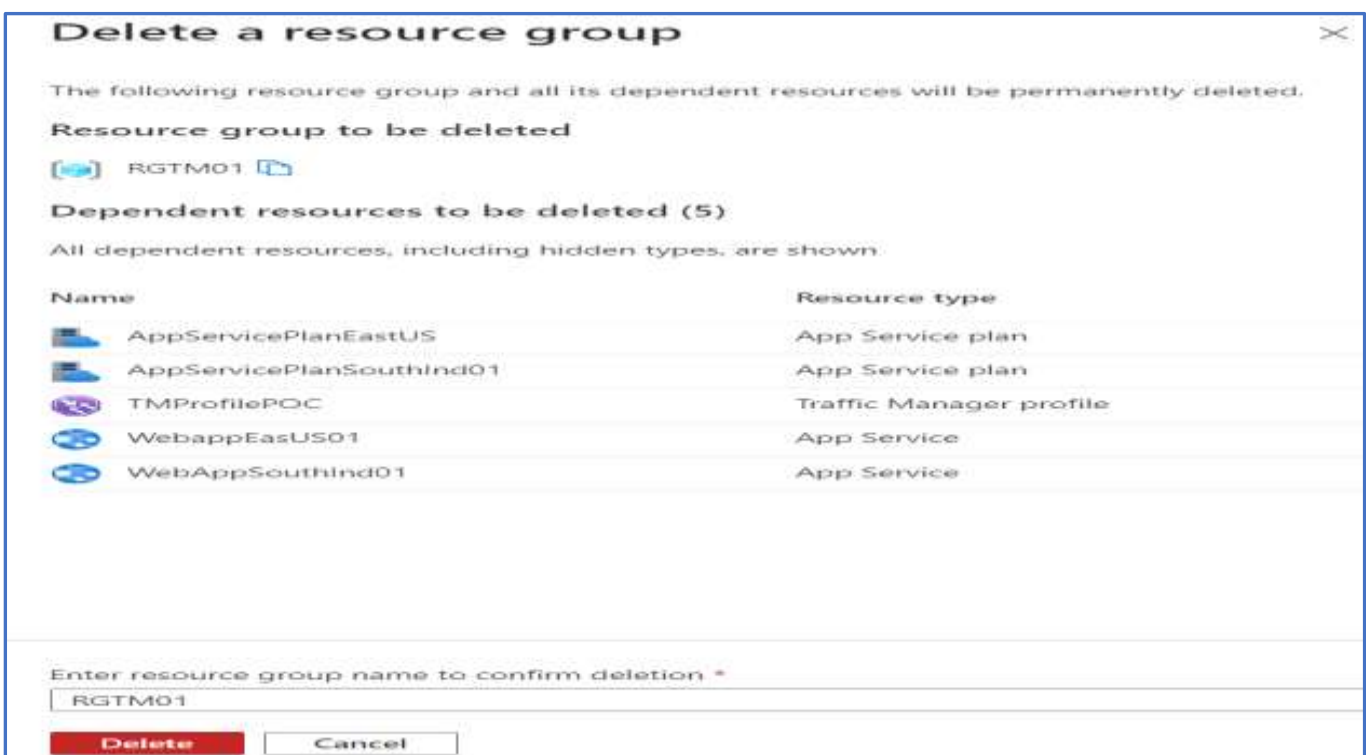 Delete a resource group
The following resource group and all its dependent resources will be permanently deleted.
Resource group to be deleted
RGTM01
Dependent resources to be deleted (5)
All dependent resources, including hidden types, are shown
Name Resource type
AppServicePlanEastUS App Service plan
AppServicePlanSouthInd01 App Service plan
TMProfilePOC Traffic Manager profile
WebappEasUS01 App Service
WebAppSouthInd01 App Service
Enter resource group name to confirm deletion *
RGTM01
Delete Cancel